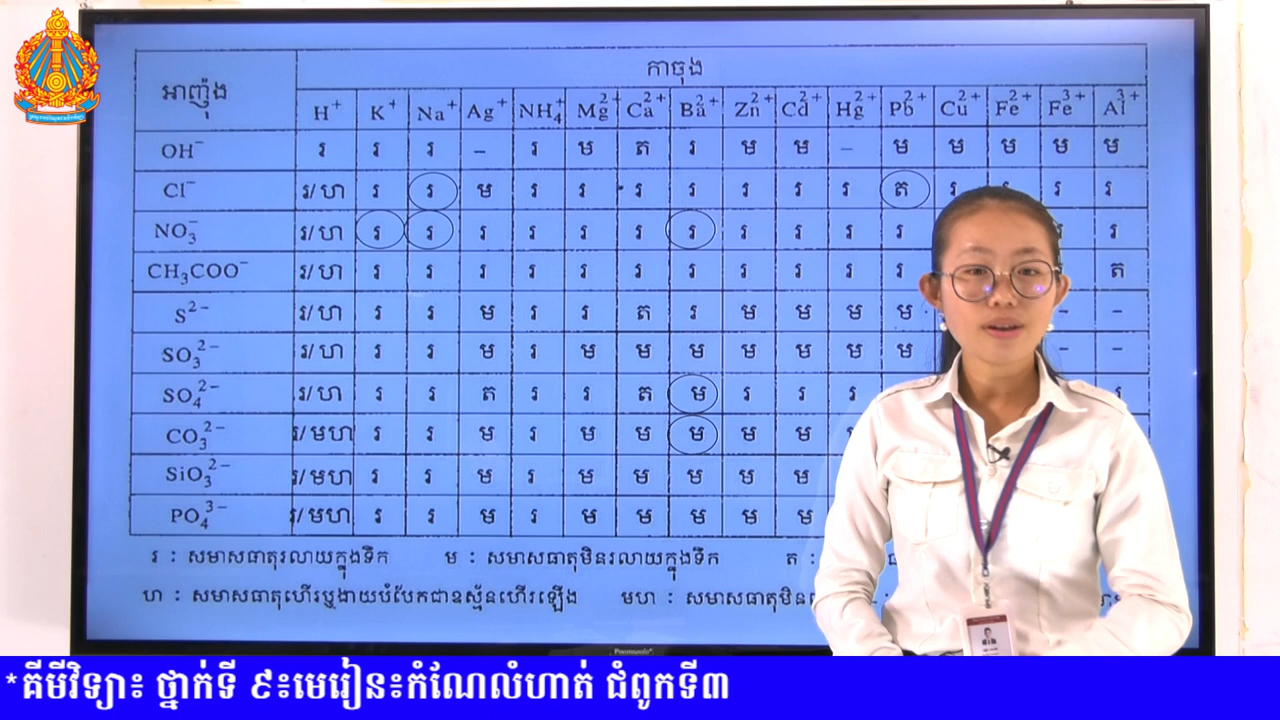 កាចុង
អាញ៉ុង H⁺ K⁺ Na⁺ Ag⁺ NH₄⁺ Mg²⁺ Ca²⁺ Ba²⁺ Zn²⁺ Cd²⁺ Hg²⁺ Pb²⁺ Cu²⁺ Fe²⁺ Fe³⁺ Al³⁺
OH⁻ រ រ រ – រ ម ត រ ម ម – ម ម ម ម ម
Cl⁻ រ/ហ រ រ ម រ រ រ រ រ រ រ ត រ រ រ រ
NO₃⁻ រ/ហ រ រ រ រ រ រ រ រ រ រ រ រ
CH₃COO⁻ រ/ហ រ រ រ រ រ រ រ រ រ រ រ ត
S²⁻ រ/ហ រ រ ម រ រ ត រ ម ម ម ម – –
SO₃²⁻ រ/ហ រ រ ម រ ម ម ម ម ម ម ម – –
SO₄²⁻ រ/ហ រ រ ត រ រ ត ម រ រ រ រ
CO₃²⁻ រ/មហ រ រ ម រ ម ម ម ម ម
SiO₃²⁻ រ/មហ រ រ ម រ ម ម ម ម ម
PO₄³⁻ រ/មហ រ រ ម រ ម ម ម ម ម
រ : សមាសធាតុរលាយក្នុងទឹក ម : សមាសធាតុមិនរលាយក្នុងទឹក ត :
ហ : សមាសធាតុហើរឬងាយបំបែកជាឧស្ម័នហើរឡើង មហ : សមាសធាតុមិន
*គីមីវិទ្យា៖ ថ្នាក់ទី ៩៖មេរៀន៖កំណែលំហាត់ ជំពូកទី៣